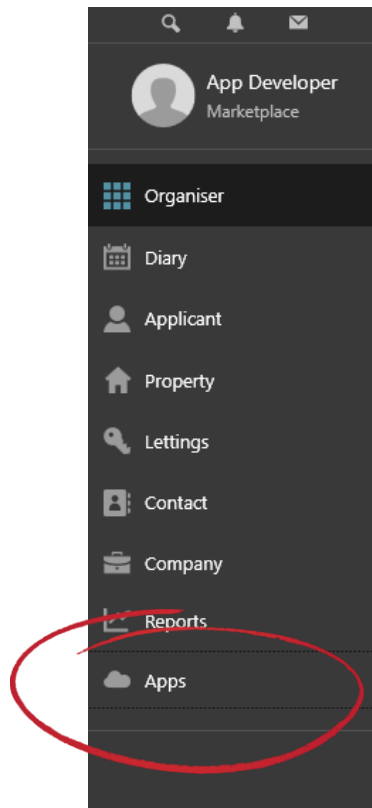 App Developer
Marketplace
Organiser
Diary
Applicant
Property
Lettings
Contact
Company
Reports
Apps